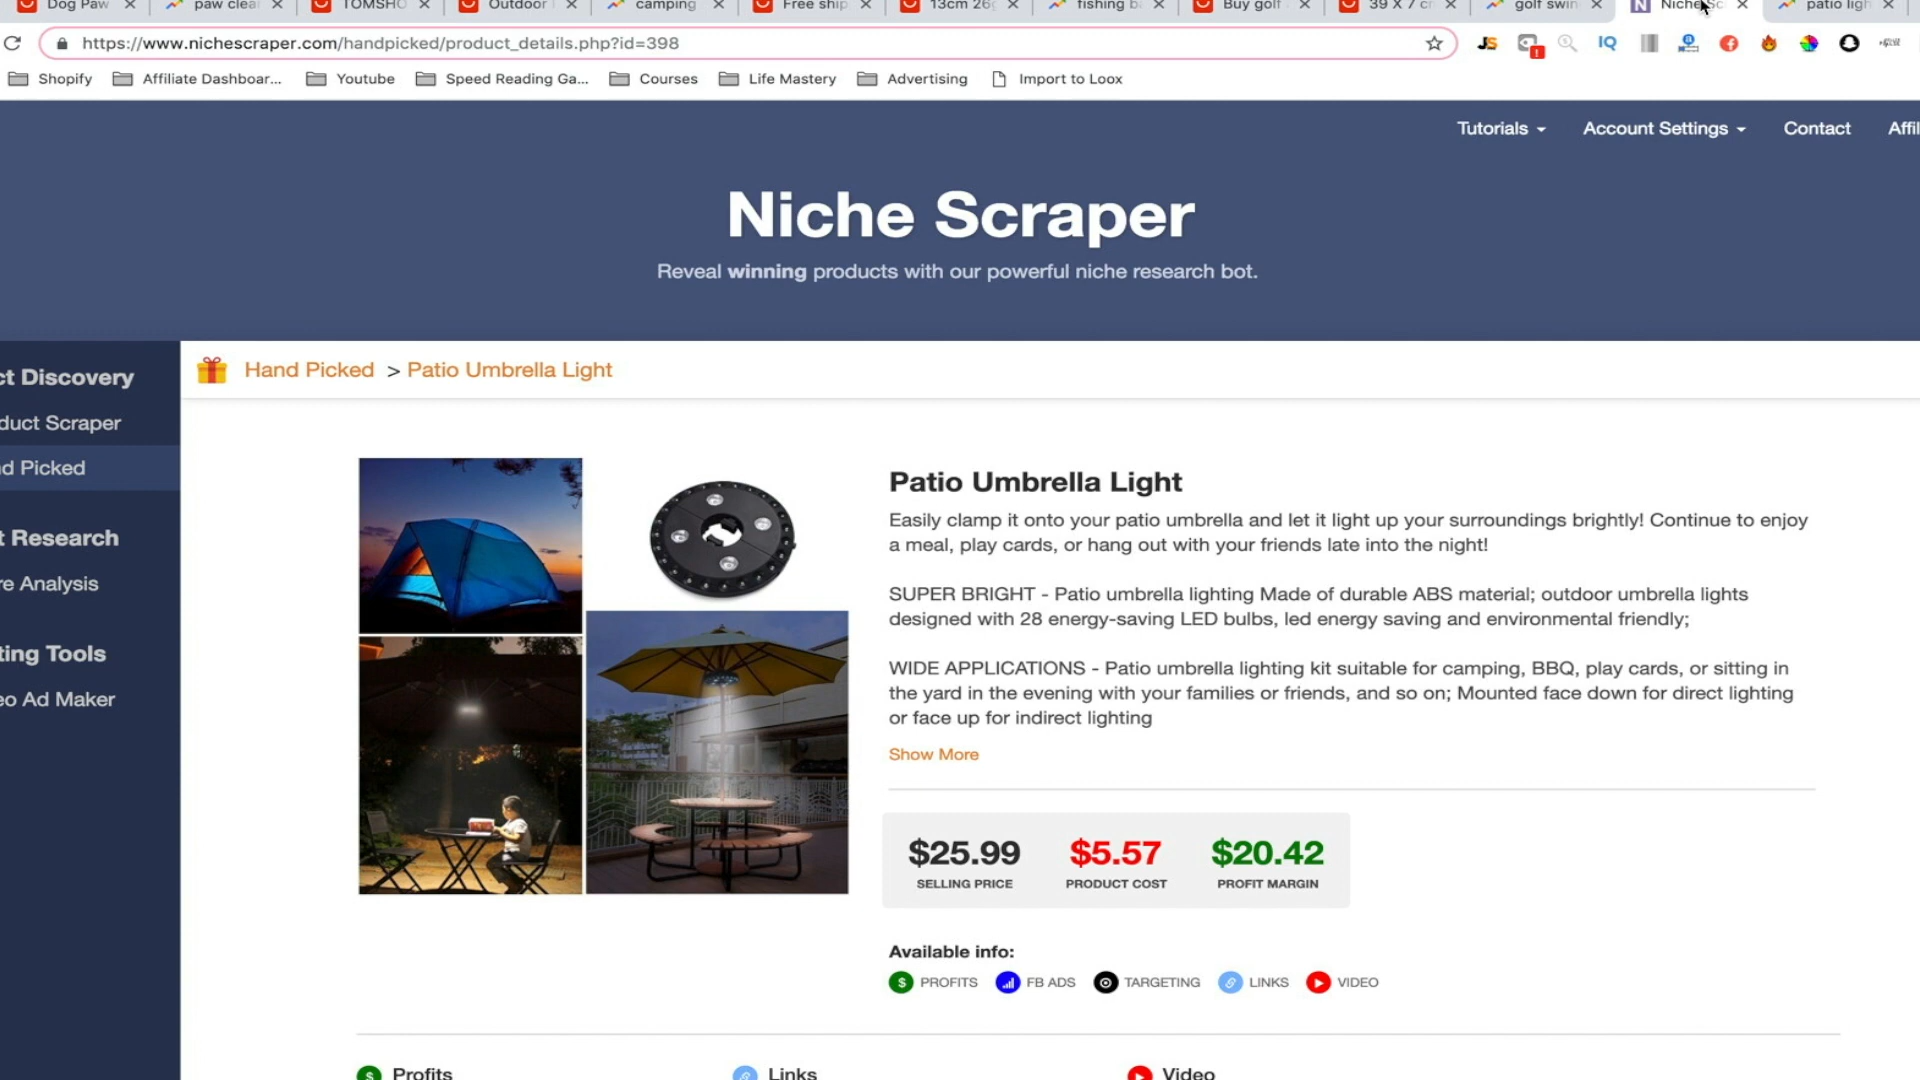 Dog Paw
paw clea
TOMSHO
Outdoor
camping
Free ship
13cm 26g
fishing b
Buy golf
39 X 7 c
golf swin
Niche Sc
patio ligh
https://www.nichescraper.com/handpicked/product_details.php?id=398
JS
IQ
Shopify
Affiliate Dashboar...
Youtube
Speed Reading Ga...
Courses
Life Mastery
Advertising
Import to Loox
Tutorials
Account Settings
Contact
Affil
Niche Scraper
Reveal winning products with our powerful niche research bot.
ct Discovery
duct Scraper
d Picked
t Research
re Analysis
ting Tools
eo Ad Maker
Hand Picked > Patio Umbrella Light
Patio Umbrella Light
Easily clamp it onto your patio umbrella and let it light up your surroundings brightly! Continue to enjoy
a meal, play cards, or hang out with your friends late into the night!
SUPER BRIGHT - Patio umbrella lighting Made of durable ABS material; outdoor umbrella lights
designed with 28 energy-saving LED bulbs, led energy saving and environmental friendly;
WIDE APPLICATIONS - Patio umbrella lighting kit suitable for camping, BBQ, play cards, or sitting in
the yard in the evening with your families or friends, and so on; Mounted face down for direct lighting
or face up for indirect lighting
Show More
$25.99 $5.57 $20.42
SELLING PRICE PRODUCT COST PROFIT MARGIN
Available info:
$ PROFITS FB ADS TARGETING LINKS VIDEO
$ Profits Links Video